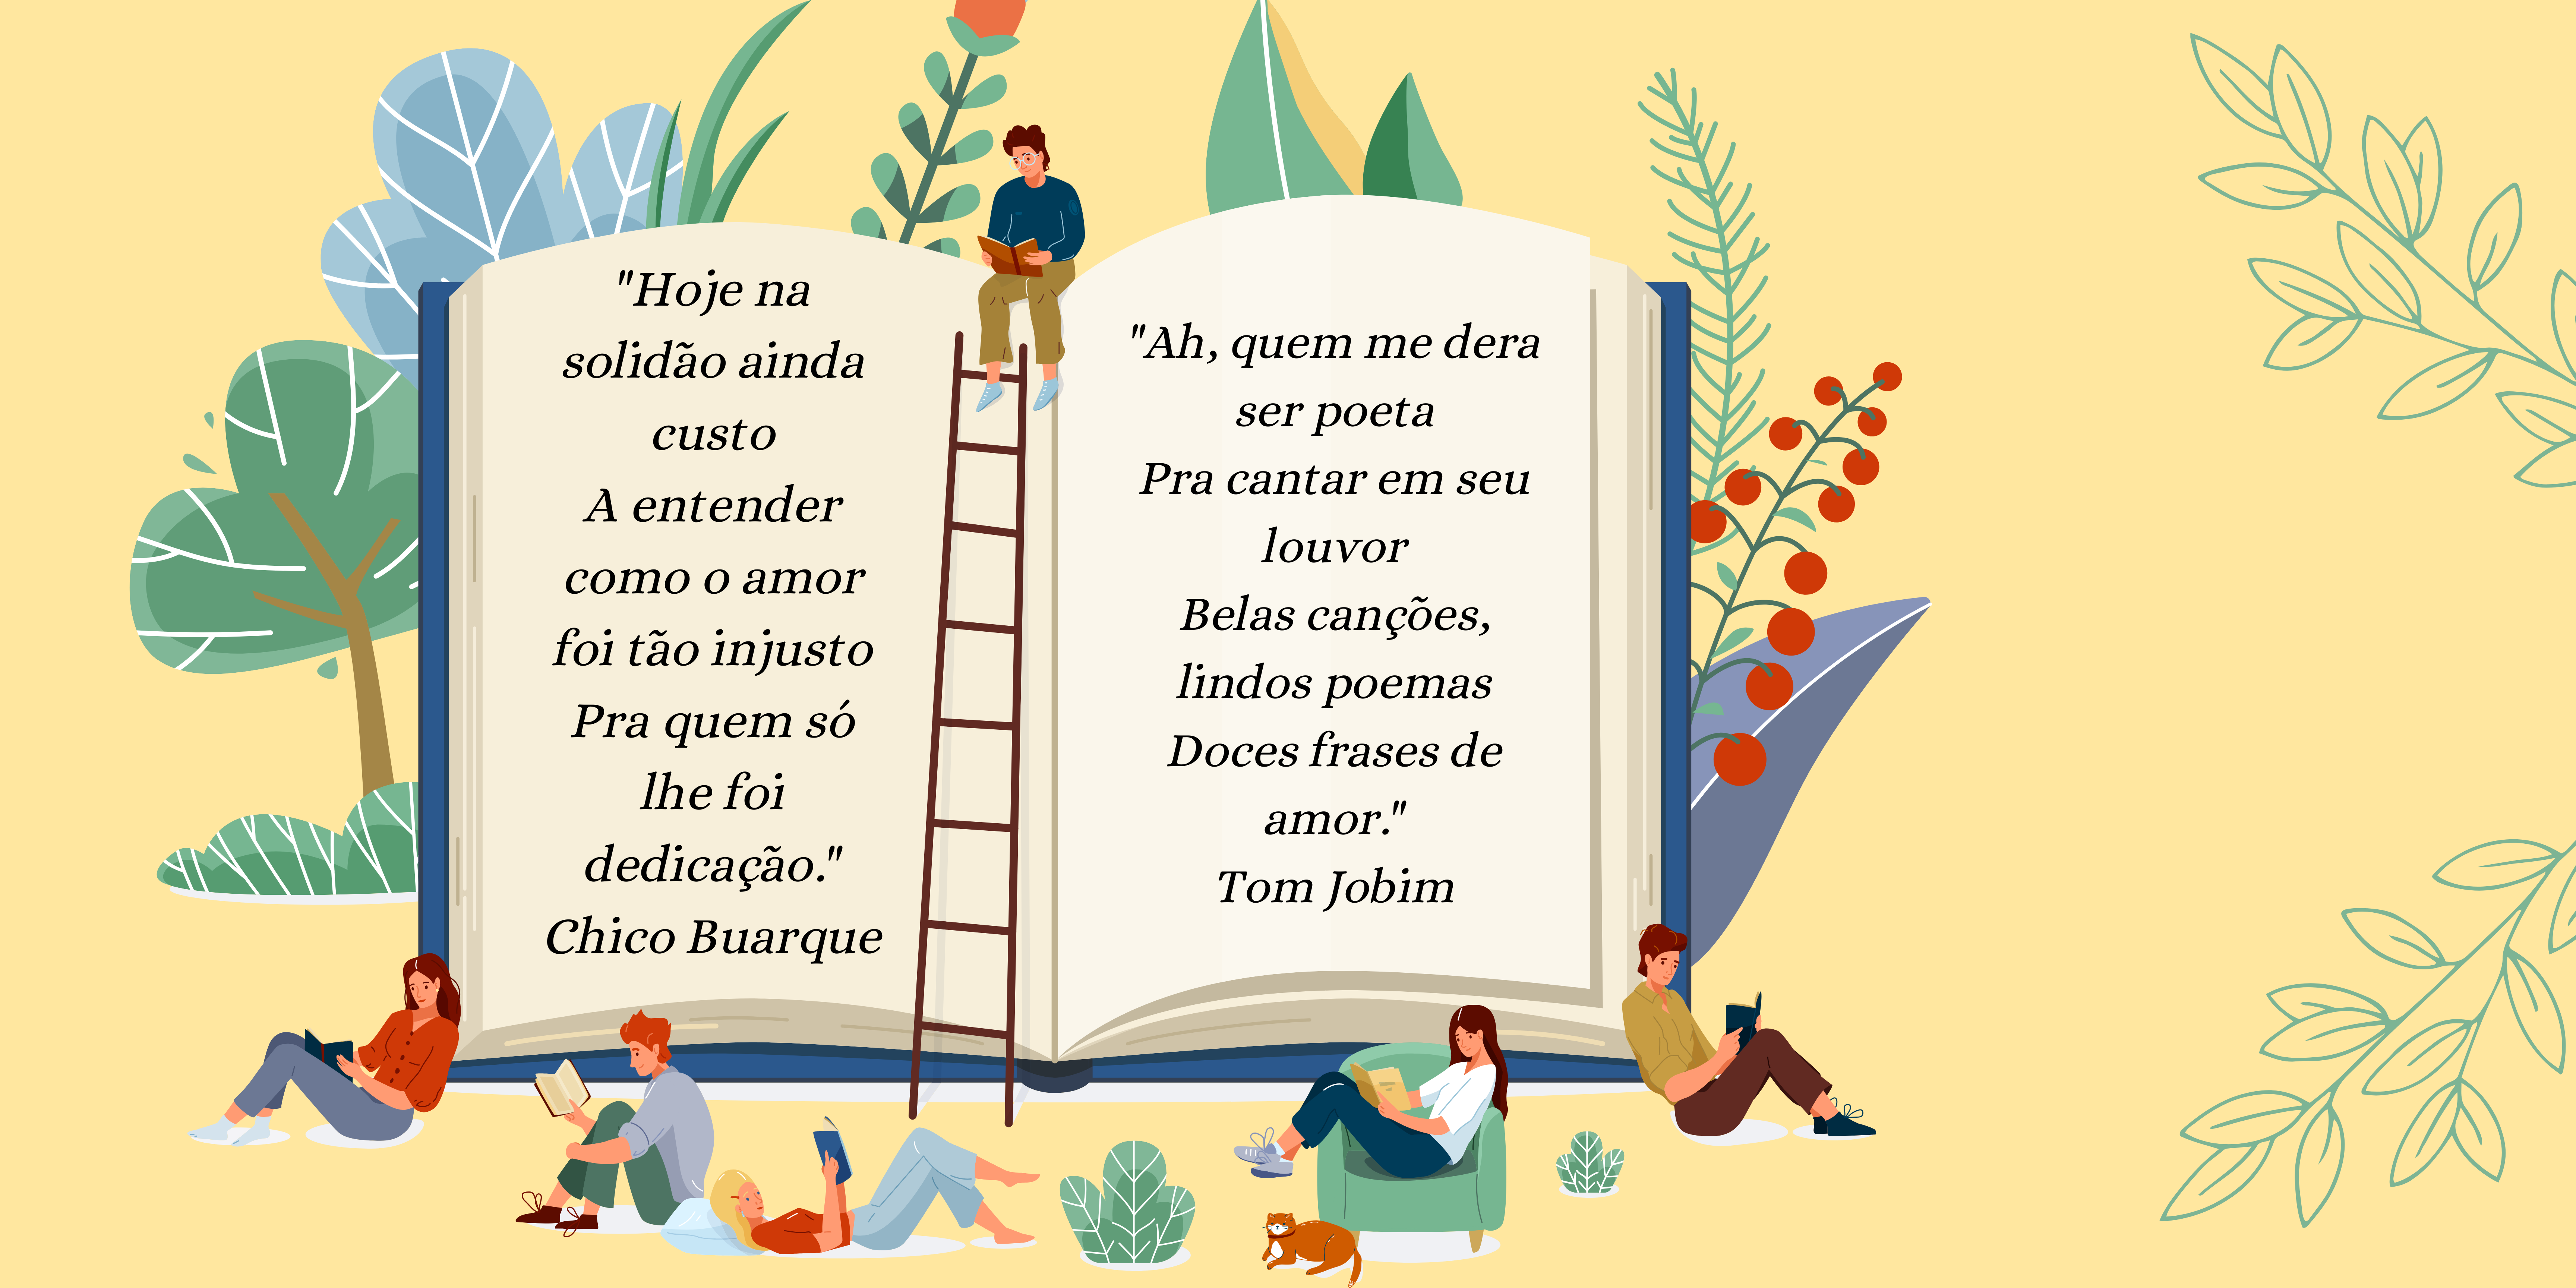 "Hoje na
solidão ainda
custo
A entender
como o amor
foi tão injusto
Pra quem só
lhe foi
dedicação."
Chico Buarque
"Ah, quem me dera
ser poeta
Pra cantar em seu
louvor
Belas canções,
lindos poemas
Doces frases de
amor."
Tom Jobim